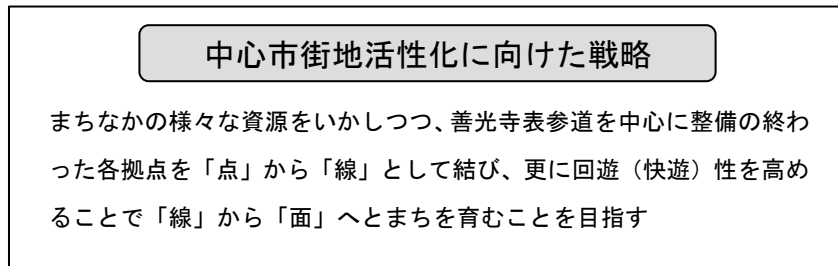 中心市街地活性化に向けた戦略
まちなかの様々な資源をいかしつつ、善光寺表参道を中心に整備の終わ
った各拠点を「点」から「線」として結び、更に回遊（快遊）性を高め
ることで「線」から「面」へとまちを育むことを目指す